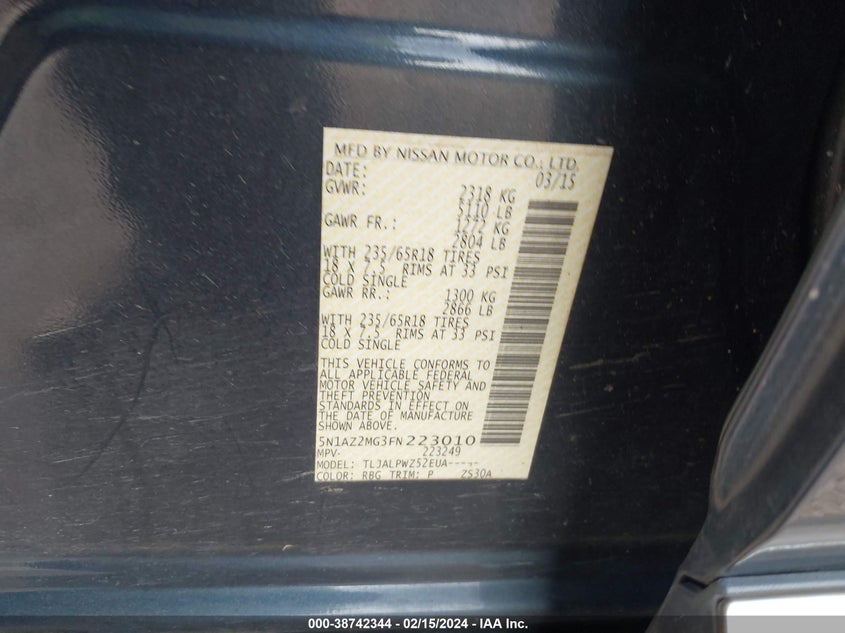 MFD BY NISSAN MOTOR CO., LTD.
DATE: 03/15
GVWR: 2318 KG
5110 LB
GAWR FR.: 1272 KG
2804 LB
WITH 235/65R18 TIRES
18 X 7.5 RIMS AT 33 PSI
COLD SINGLE
GAWR RR.: 1300 KG
2866 LB
WITH 235/65R18 TIRES
18 X 7.5 RIMS AT 33 PSI
COLD SINGLE
THIS VEHICLE CONFORMS TO
ALL APPLICABLE FEDERAL
MOTOR VEHICLE SAFETY AND
THEFT PREVENTION
STANDARDS IN EFFECT ON
THE DATE OF MANUFACTURE
SHOWN ABOVE.
5N1AZ2MG3FN223010
MPV- 223249
MODEL: TLJALPWZ52EUA-----
COLOR: RBG TRIM: P ZS30A
000-38742344 - 02/15/2024 - IAA Inc.